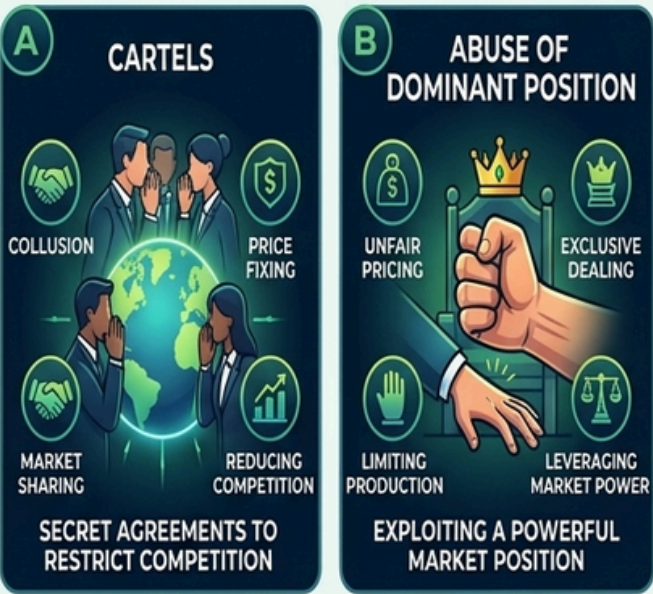 A
CARTELS
COLLUSION
$
PRICE
FIXING
MARKET
SHARING
REDUCING
COMPETITION
SECRET AGREEMENTS TO
RESTRICT COMPETITION
B
ABUSE OF
DOMINANT POSITION
$
UNFAIR
PRICING
EXCLUSIVE
DEALING
LIMITING
PRODUCTION
LEVERAGING
MARKET POWER
EXPLOITING A POWERFUL
MARKET POSITION